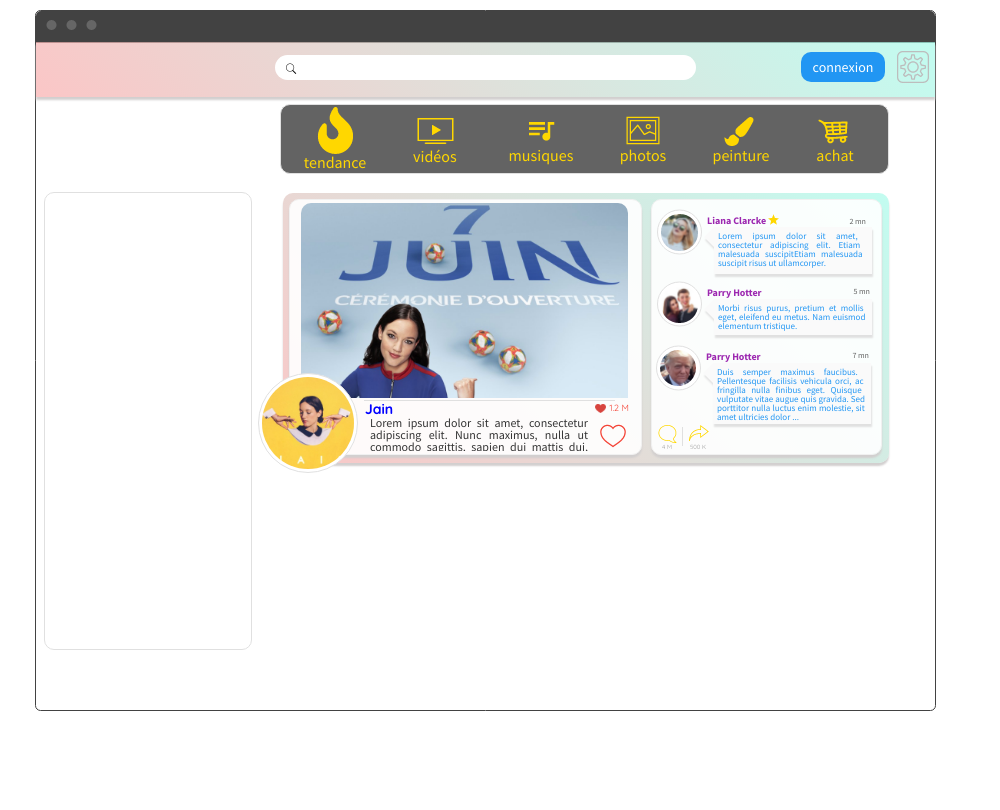 connexion
tendance
vidéos
musiques
photos
peinture
achat
7
JUIN
CÉRÉMONIE D'OUVERTURE
Jain
1.2 M
Lorem ipsum dolor sit amet, consectetur
adipiscing elit. Nunc maximus, nulla ut
commodo sagittis, sapien dui mattis dui,
J A I
Liana Clarcke
2 mn
Lorem ipsum dolor sit amet,
consectetur adipiscing elit. Etiam
malesuada suscipitEtiam malesuada
suscipit risus ut ullamcorper.
Parry Hotter
5 mn
Morbi risus purus, pretium et mollis
eget, eleifend eu metus. Nam euismod
elementum tristique.
Parry Hotter
7 mn
Duis semper maximus faucibus.
Pellentesque facilisis vehicula orci, ac
fringilla nulla finibus eget. Quisque
vulputate vitae augue quis gravida. Sed
porttitor nulla luctus enim molestie, sit
amet ultricies dolor ...
4 M
500 K